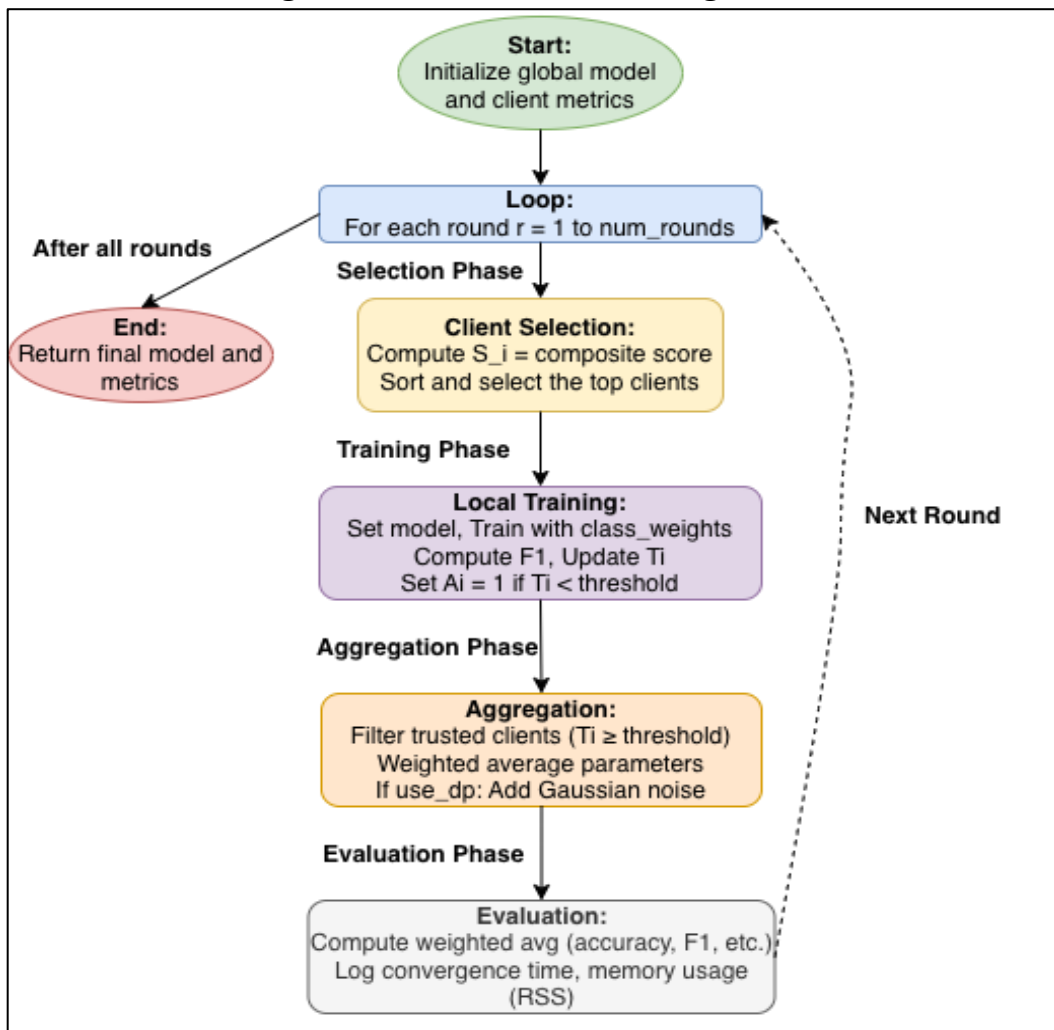 Start:
Initialize global model
and client metrics
Loop:
For each round r = 1 to num_rounds
After all rounds
Selection Phase
End:
Return final model and
metrics
Client Selection:
Compute S_i = composite score
Sort and select the top clients
Training Phase
Local Training:
Set model, Train with class_weights
Compute F1, Update Ti
Set Ai = 1 if Ti < threshold
Next Round
Aggregation Phase
Aggregation:
Filter trusted clients (Ti ≥ threshold)
Weighted average parameters
If use_dp: Add Gaussian noise
Evaluation Phase
Evaluation:
Compute weighted avg (accuracy, F1, etc.)
Log convergence time, memory usage
(RSS)